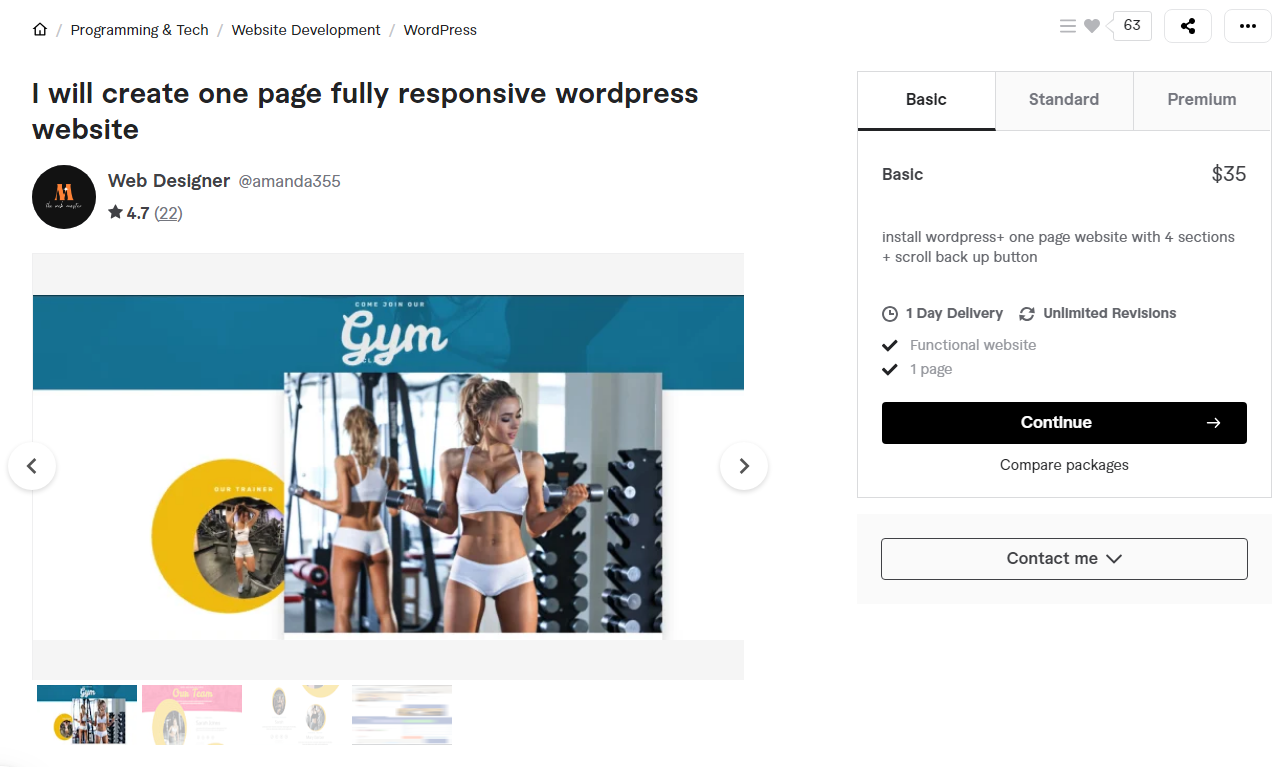 / Programming & Tech / Website Development / WordPress
63
I will create one page fully responsive wordpress
website
Web Designer @amanda355
4.7 (22)
M
the web master
COME JOIN OUR
Gym
OUR TRAINER
Gym
Our Team
Basic
Standard
Premium
Basic
$35
install wordpress+ one page website with 4 sections
+ scroll back up button
1 Day Delivery
Unlimited Revisions
Functional website
1 page
Continue
Compare packages
Contact me